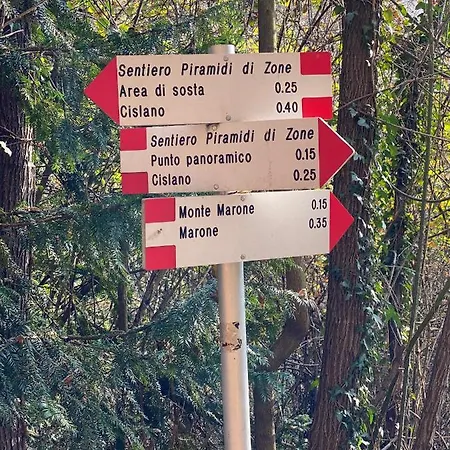 Sentiero Piramidi di Zone
Area di sosta 0.25
Cislano 0.40
Sentiero Piramidi di Zone
Punto panoramico 0.15
Cislano 0.25
Monte Marone 0.15
Marone 0.35